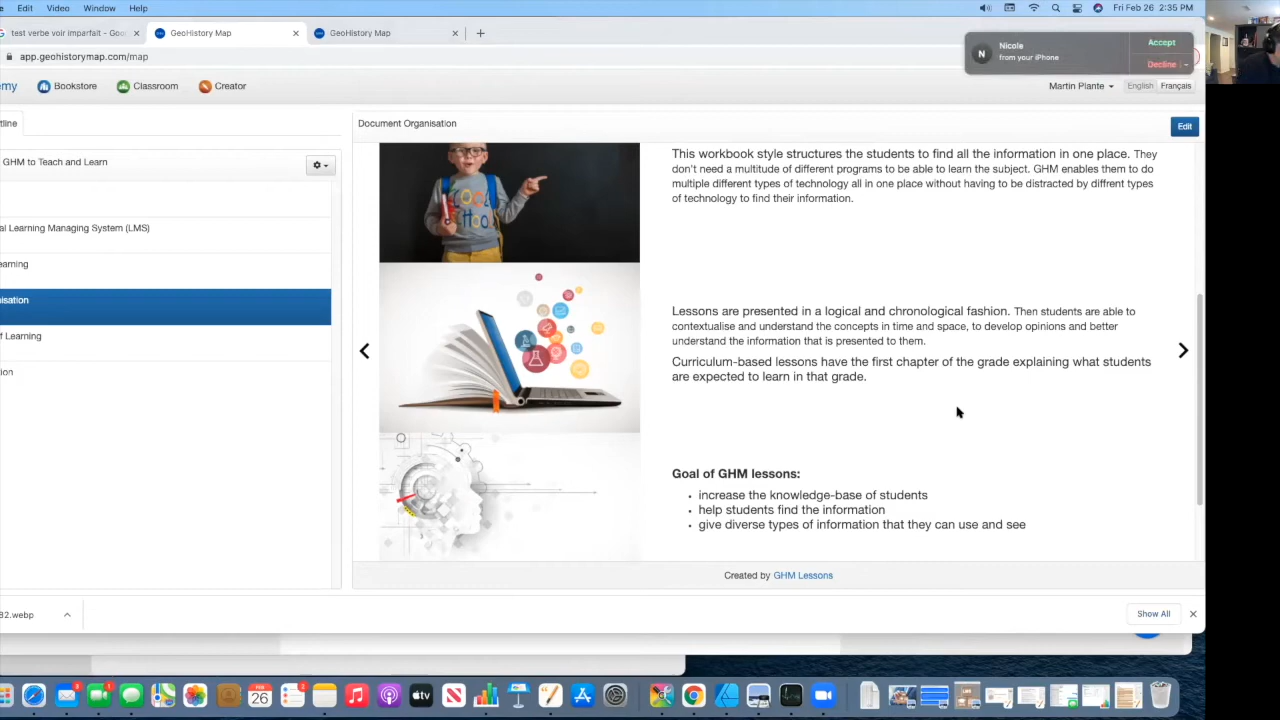 e Edit Video Window Help Fri Feb 26 2:35 PM
test verbe voir imparfait - Goo
GeoHistory Map
GeoHistory Map
app.geohistorymap.com/map
N Nicole
from your iPhone
Accept
Decline
emy Bookstore Classroom Creator Martin Plante English Français
tline
Document Organisation
Edit
GHM to Teach and Learn
al Learning Managing System (LMS)
earning
isation
f Learning
tion
This workbook style structures the students to find all the information in one place. They
don't need a multitude of different programs to be able to learn the subject. GHM enables them to do
multiple different types of technology all in one place without having to be distracted by diffrent types
of technology to find their information.
Lessons are presented in a logical and chronological fashion. Then students are able to
contextualise and understand the concepts in time and space, to develop opinions and better
understand the information that is presented to them.
Curriculum-based lessons have the first chapter of the grade explaining what students
are expected to learn in that grade.
Goal of GHM lessons:
increase the knowledge-base of students
help students find the information
give diverse types of information that they can use and see
Created by GHM Lessons
82.webp
Show All
FEB
26
tv